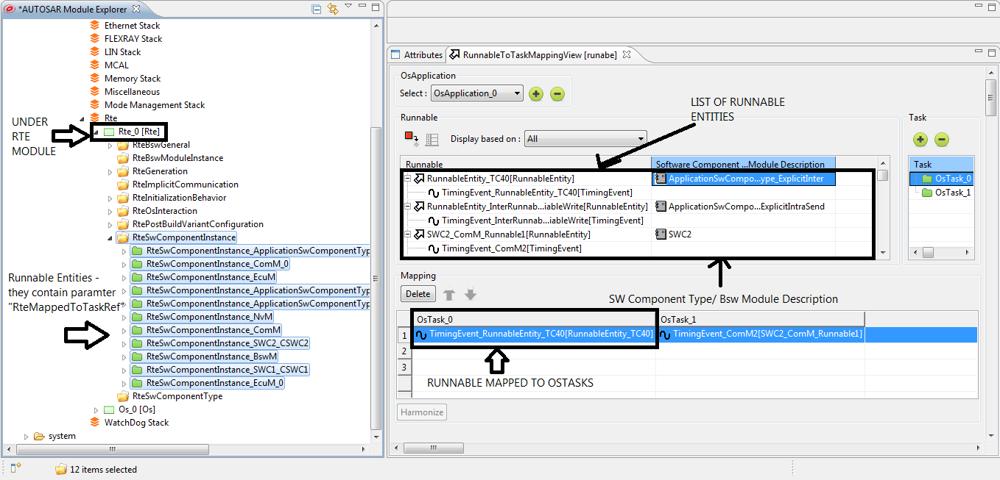 *AUTOSAR Module Explorer
Ethernet Stack
FLEXRAY Stack
LIN Stack
MCAL
Memory Stack
Miscellaneous
Mode Management Stack
Rte
UNDER
RTE
MODULE
Rte_0 [Rte]
RteBswGeneral
RteBswModuleInstance
RteGeneration
RteImplicitCommunication
RteInitializationBehavior
RteOsInteraction
RtePostBuildVariantConfiguration
RteSwComponentInstance
RteSwComponentInstance_ApplicationSwComponentTyp
RteSwComponentInstance_ComM_0
RteSwComponentInstance_EcuM
RteSwComponentInstance_ApplicationSwComponentTyp
RteSwComponentInstance_ApplicationSwComponentTyp
RteSwComponentInstance_NvM
RteSwComponentInstance_ComM
RteSwComponentInstance_SWC2_CSWC2
RteSwComponentInstance_BswM
RteSwComponentInstance_SWC1_CSWC1
RteSwComponentInstance_EcuM_0
RteSwComponentType
Os_0 [Os]
WatchDog Stack
system
Runnable Entities -
they contain paramter
"RteMappedToTaskRef"
12 items selected
Attributes
RunnableToTaskMappingView [runabe]
OsApplication
Select : OsApplication_0
LIST OF RUNNABLE
ENTITIES
Runnable
Display based on : All
Runnable Software Component ...Module Description
RunnableEntity_TC40[RunnableEntity] ApplicationSwCompo...ype_ExplicitInter
TimingEvent_RunnableEntity_TC40[TimingEvent]
RunnableEntity_InterRunnab...iableWrite[RunnableEntity] ApplicationSwCompo...ExplicitIntraSend
TimingEvent_InterRunnab...iableWrite[TimingEvent]
SWC2_ComM_Runnable1[RunnableEntity] SWC2
TimingEvent_ComM2[TimingEvent]
Task
Task
OsTask_0
OsTask_1
Mapping
Delete
SW Component Type/ Bsw Module Description
OsTask_0 OsTask_1
1 TimingEvent_RunnableEntity_TC40[RunnableEntity_TC40] TimingEvent_ComM2[SWC2_ComM_Runnable1]
2
3
RUNNABLE MAPPED TO OSTASKS
Harmonize